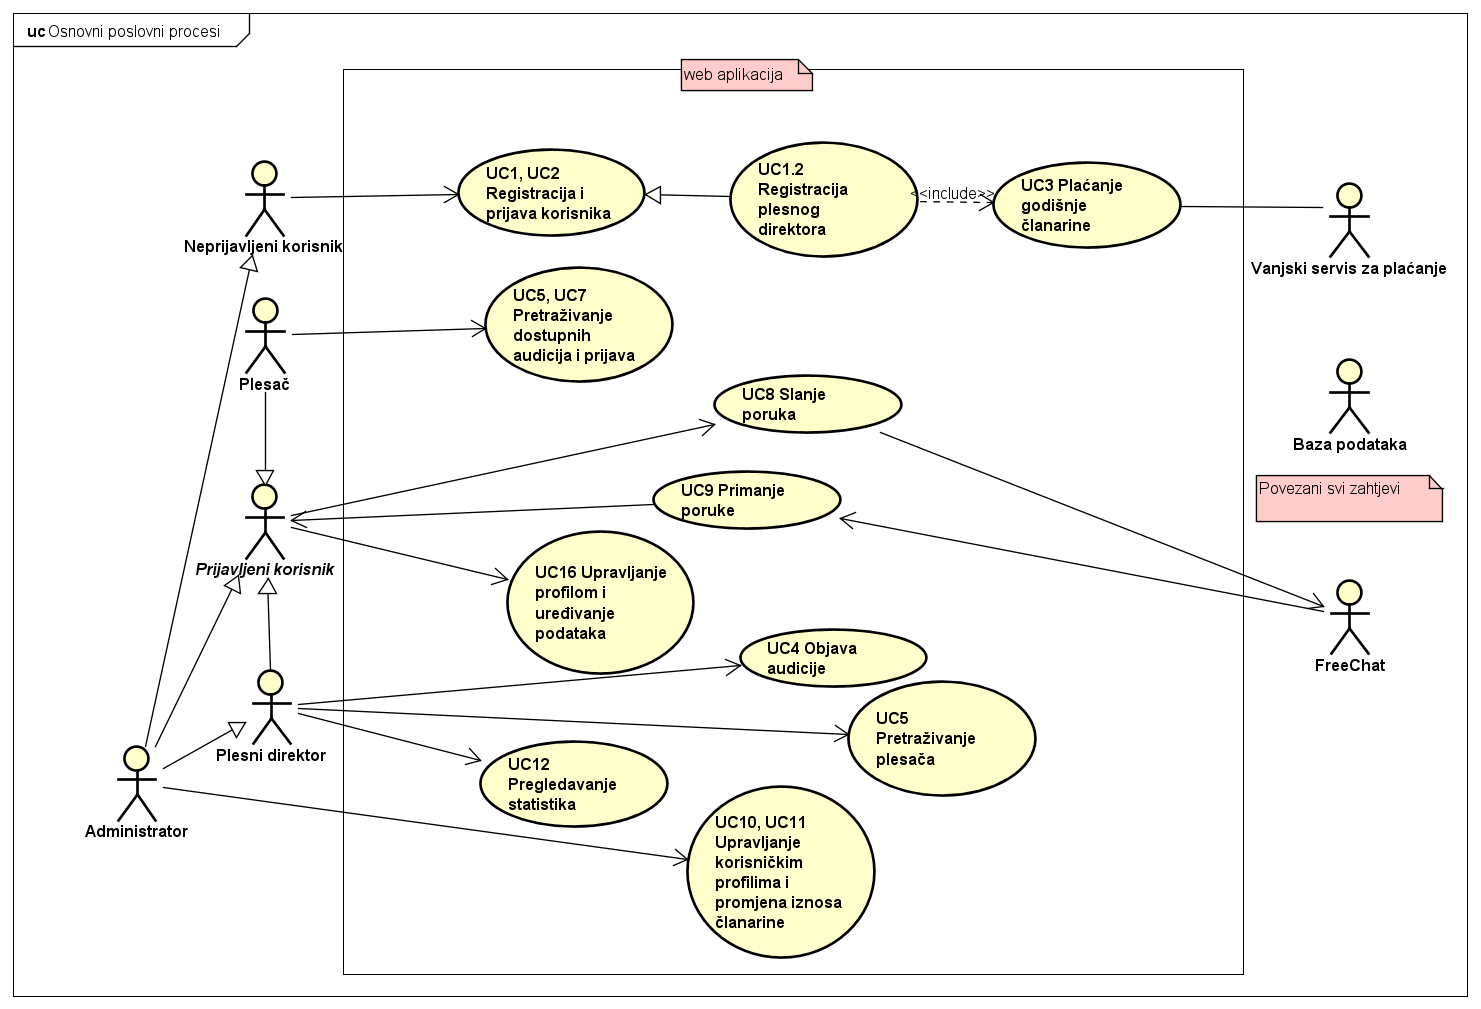 uc Osnovni poslovni procesi
web aplikacija
UC1, UC2
Registracija i
prijava korisnika
UC1.2
Registracija
plesnog
direktora
<<include>>
UC3 Plaćanje
godišnje
članarine
Neprijavljeni korisnik
Vanjski servis za plaćanje
UC5, UC7
Pretraživanje
dostupnih
audicija i prijava
Plesač
UC8 Slanje
poruka
Baza podataka
Povezani svi zahtjevi
UC9 Primanje
poruke
Prijavljeni korisnik
UC16 Upravljanje
profilom i
uređivanje
podataka
UC4 Objava
audicije
FreeChat
UC5
Pretraživanje
plesača
Plesni direktor
UC12
Pregledavanje
statistika
Administrator
UC10, UC11
Upravljanje
korisničkim
profilima i
promjena iznosa
članarine